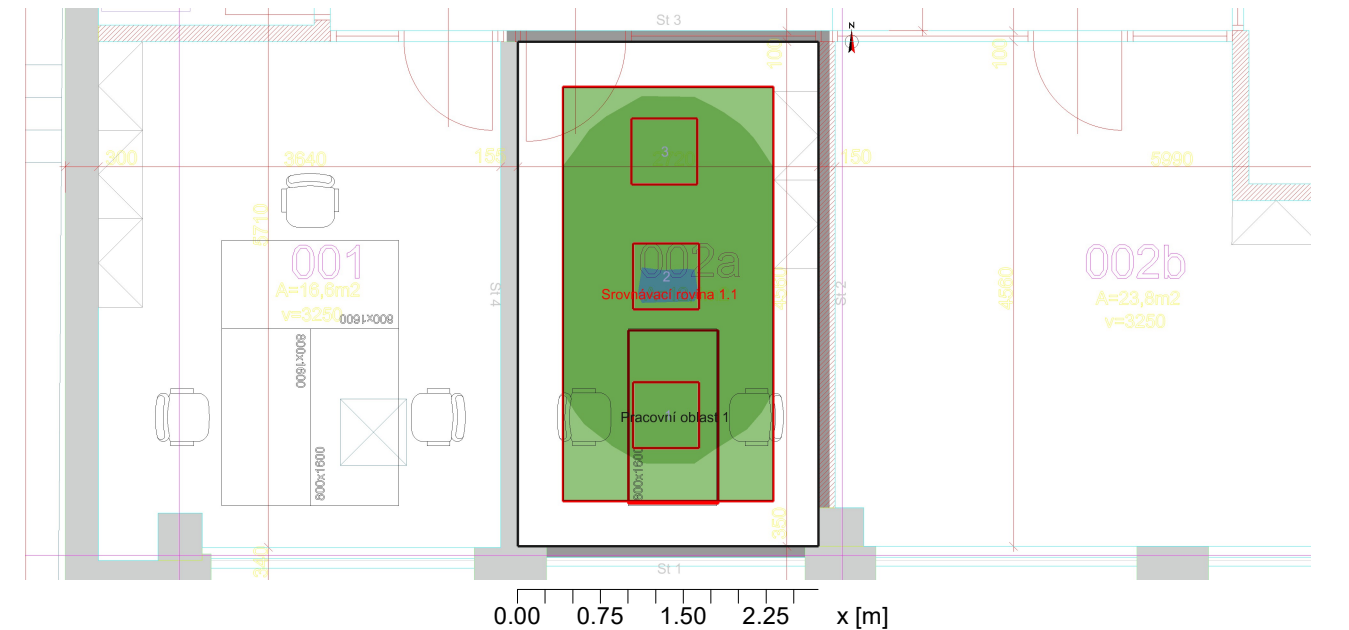 St 3
z
100
100
300
3640
155
3
150
5990
5710
001
A=16,6m2
v=3250
800x1600
800x1600
800x1600
St 4
002a
2
Srovnávací rovina 1.1
St 2
4560
002b
A=23,8m2
v=3250
Pracovní oblast 1
800x1600
340
350
St 1
0.00 0.75 1.50 2.25 x [m]